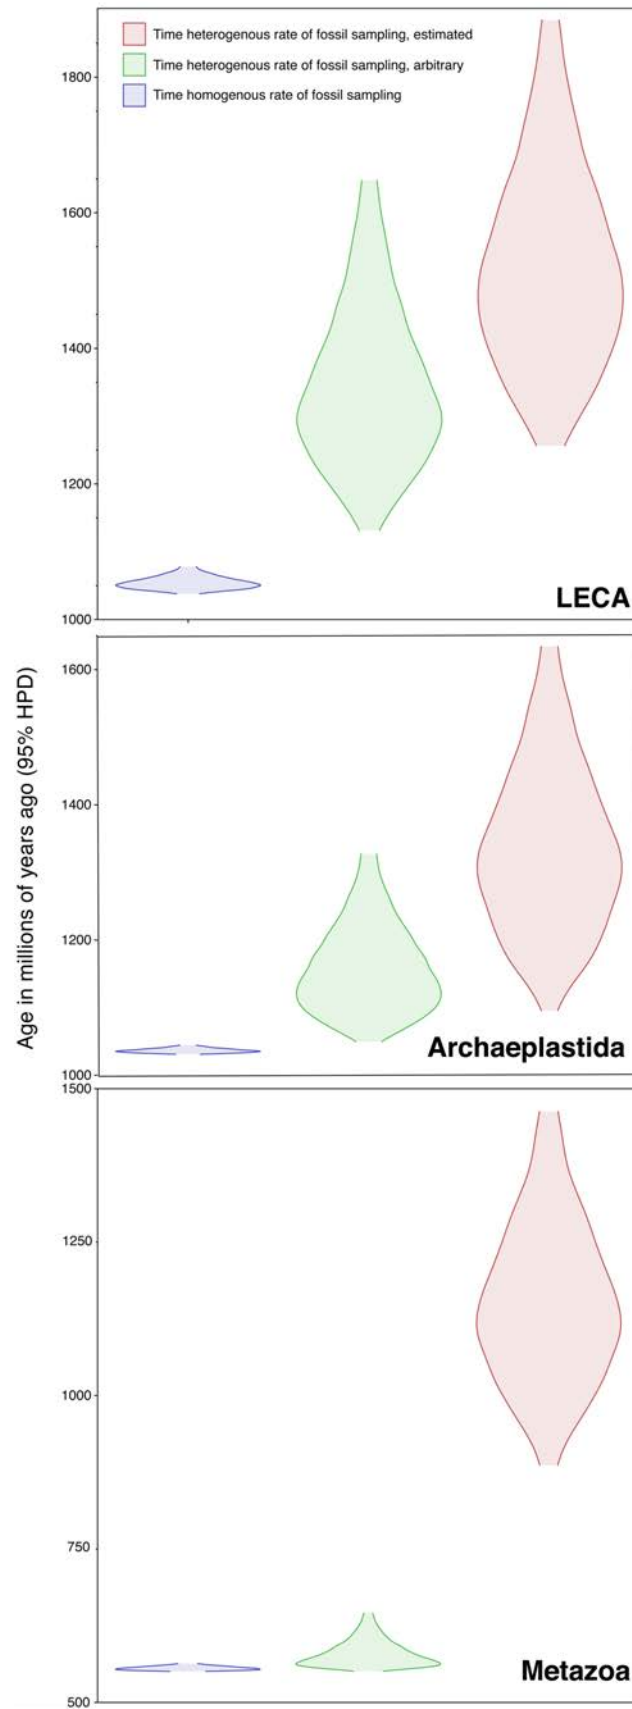 1800
1600
1400
1200
1000
Time heterogenous rate of fossil sampling, estimated
Time heterogenous rate of fossil sampling, arbitrary
Time homogenous rate of fossil sampling
LECA
Age in millions of years ago (95% HPD)
1600
1400
1200
1000
Archaeplastida
1500
1250
1000
750
500
Metazoa